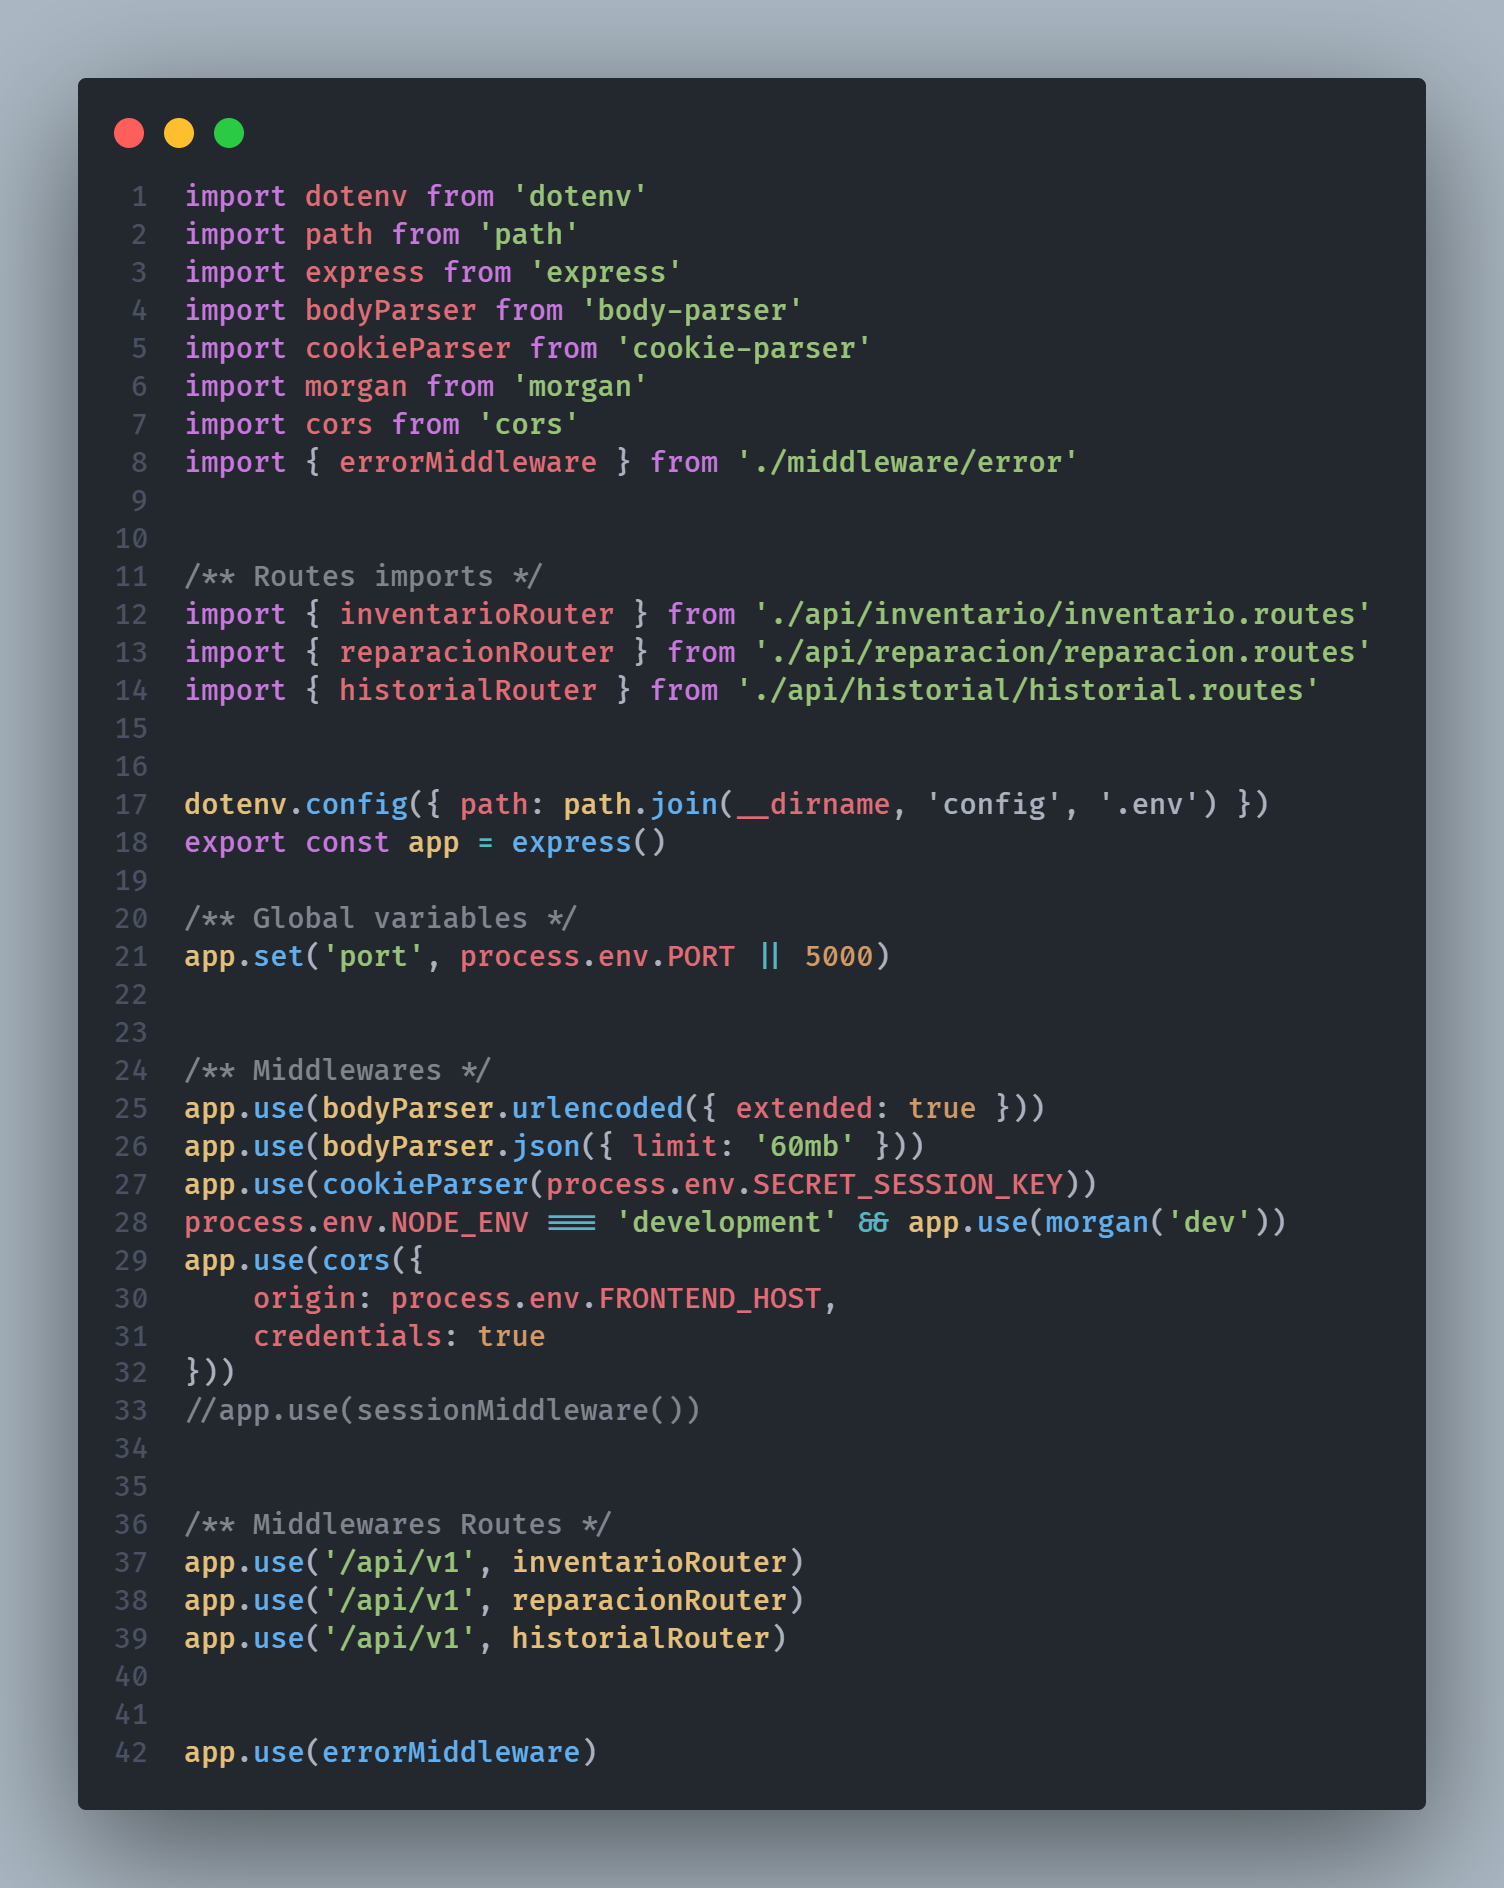 1 import dotenv from 'dotenv'
2 import path from 'path'
3 import express from 'express'
4 import bodyParser from 'body-parser'
5 import cookieParser from 'cookie-parser'
6 import morgan from 'morgan'
7 import cors from 'cors'
8 import { errorMiddleware } from './middleware/error'
9
10
11 /** Routes imports */
12 import { inventarioRouter } from './api/inventario/inventario.routes'
13 import { reparacionRouter } from './api/reparacion/reparacion.routes'
14 import { historialRouter } from './api/historial/historial.routes'
15
16
17 dotenv.config({ path: path.join(__dirname, 'config', '.env') })
18 export const app = express()
19
20 /** Global variables */
21 app.set('port', process.env.PORT || 5000)
22
23
24 /** Middlewares */
25 app.use(bodyParser.urlencoded({ extended: true }))
26 app.use(bodyParser.json({ limit: '60mb' }))
27 app.use(cookieParser(process.env.SECRET_SESSION_KEY))
28 process.env.NODE_ENV === 'development' && app.use(morgan('dev'))
29 app.use(cors({
30     origin: process.env.FRONTEND_HOST,
31     credentials: true
32 }))
33 //app.use(sessionMiddleware())
34
35
36 /** Middlewares Routes */
37 app.use('/api/v1', inventarioRouter)
38 app.use('/api/v1', reparacionRouter)
39 app.use('/api/v1', historialRouter)
40
41
42 app.use(errorMiddleware)